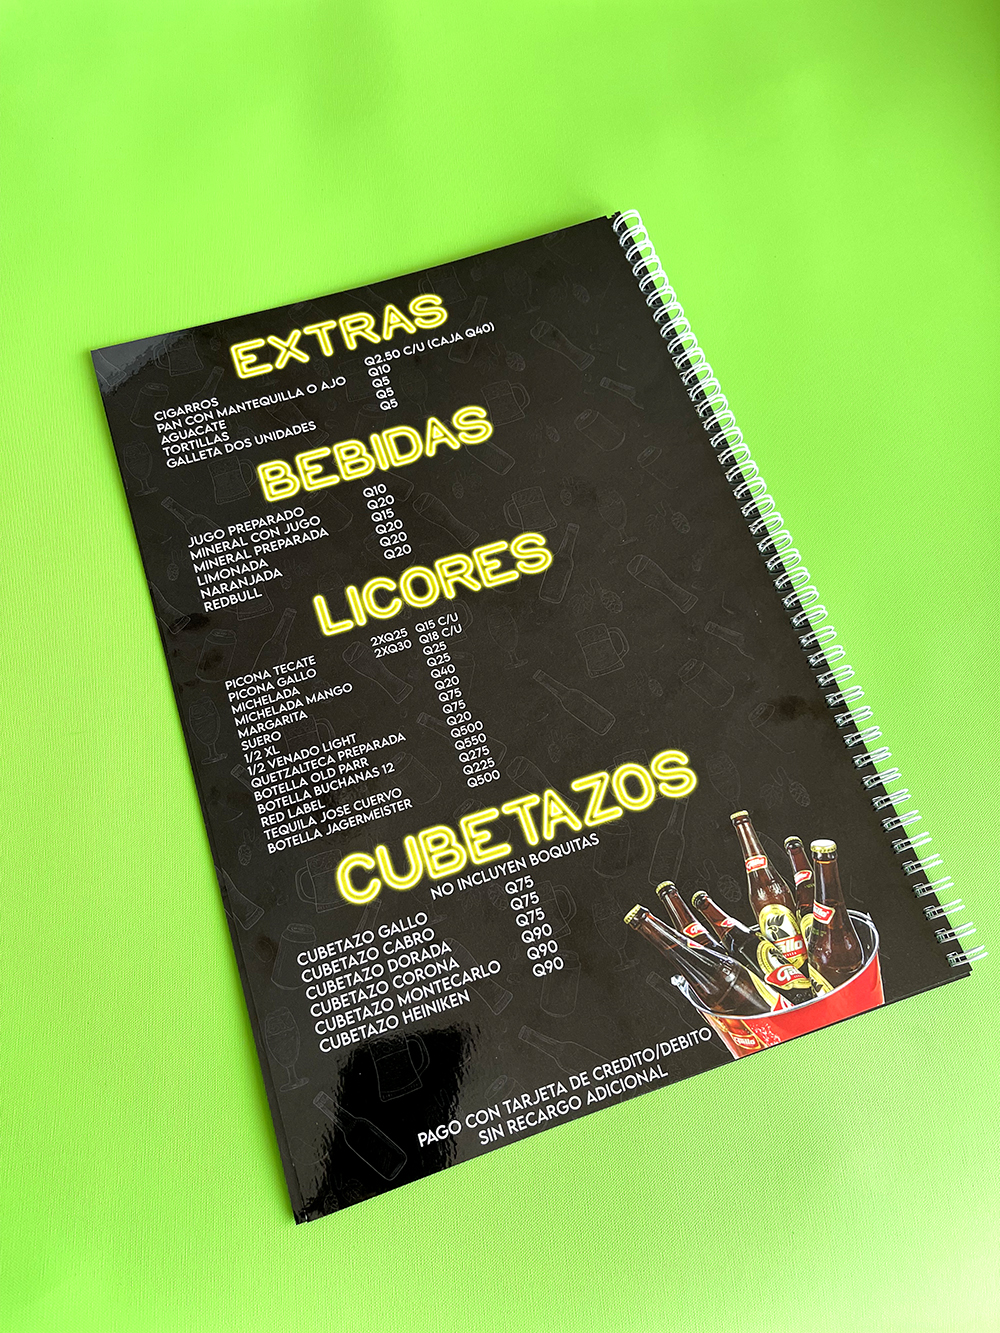 EXTRAS
CIGARROS Q2.50 C/U (CAJA Q40)
PAN CON MANTEQUILLA O AJO Q10
AGUACATE Q5
TORTILLAS Q5
GALLETA DOS UNIDADES Q5
BEBIDAS
JUGO PREPARADO Q10
MINERAL CON JUGO Q20
MINERAL PREPARADA Q15
LIMONADA Q20
NARANJADA Q20
REDBULL Q20
LICORES
PICONA TECATE 2XQ25 Q15 C/U
PICONA GALLO 2XQ30 Q18 C/U
MICHELADA Q25
MICHELADA MANGO Q25
MARGARITA Q40
SUERO Q20
1/2 XL Q75
1/2 VENADO LIGHT Q75
QUETZALTECA PREPARADA Q20
BOTELLA OLD PARR Q500
BOTELLA BUCHANAS 12 Q550
RED LABEL Q275
TEQUILA JOSE CUERVO Q225
BOTELLA JAGERMEISTER Q500
CUBETAZOS
NO INCLUYEN BOQUITAS
CUBETAZO GALLO Q75
CUBETAZO CABRO Q75
CUBETAZO DORADA Q75
CUBETAZO CORONA Q90
CUBETAZO MONTECARLO Q90
CUBETAZO HEINIKEN Q90
PAGO CON TARJETA DE CREDITO/DEBITO
SIN RECARGO ADICIONAL